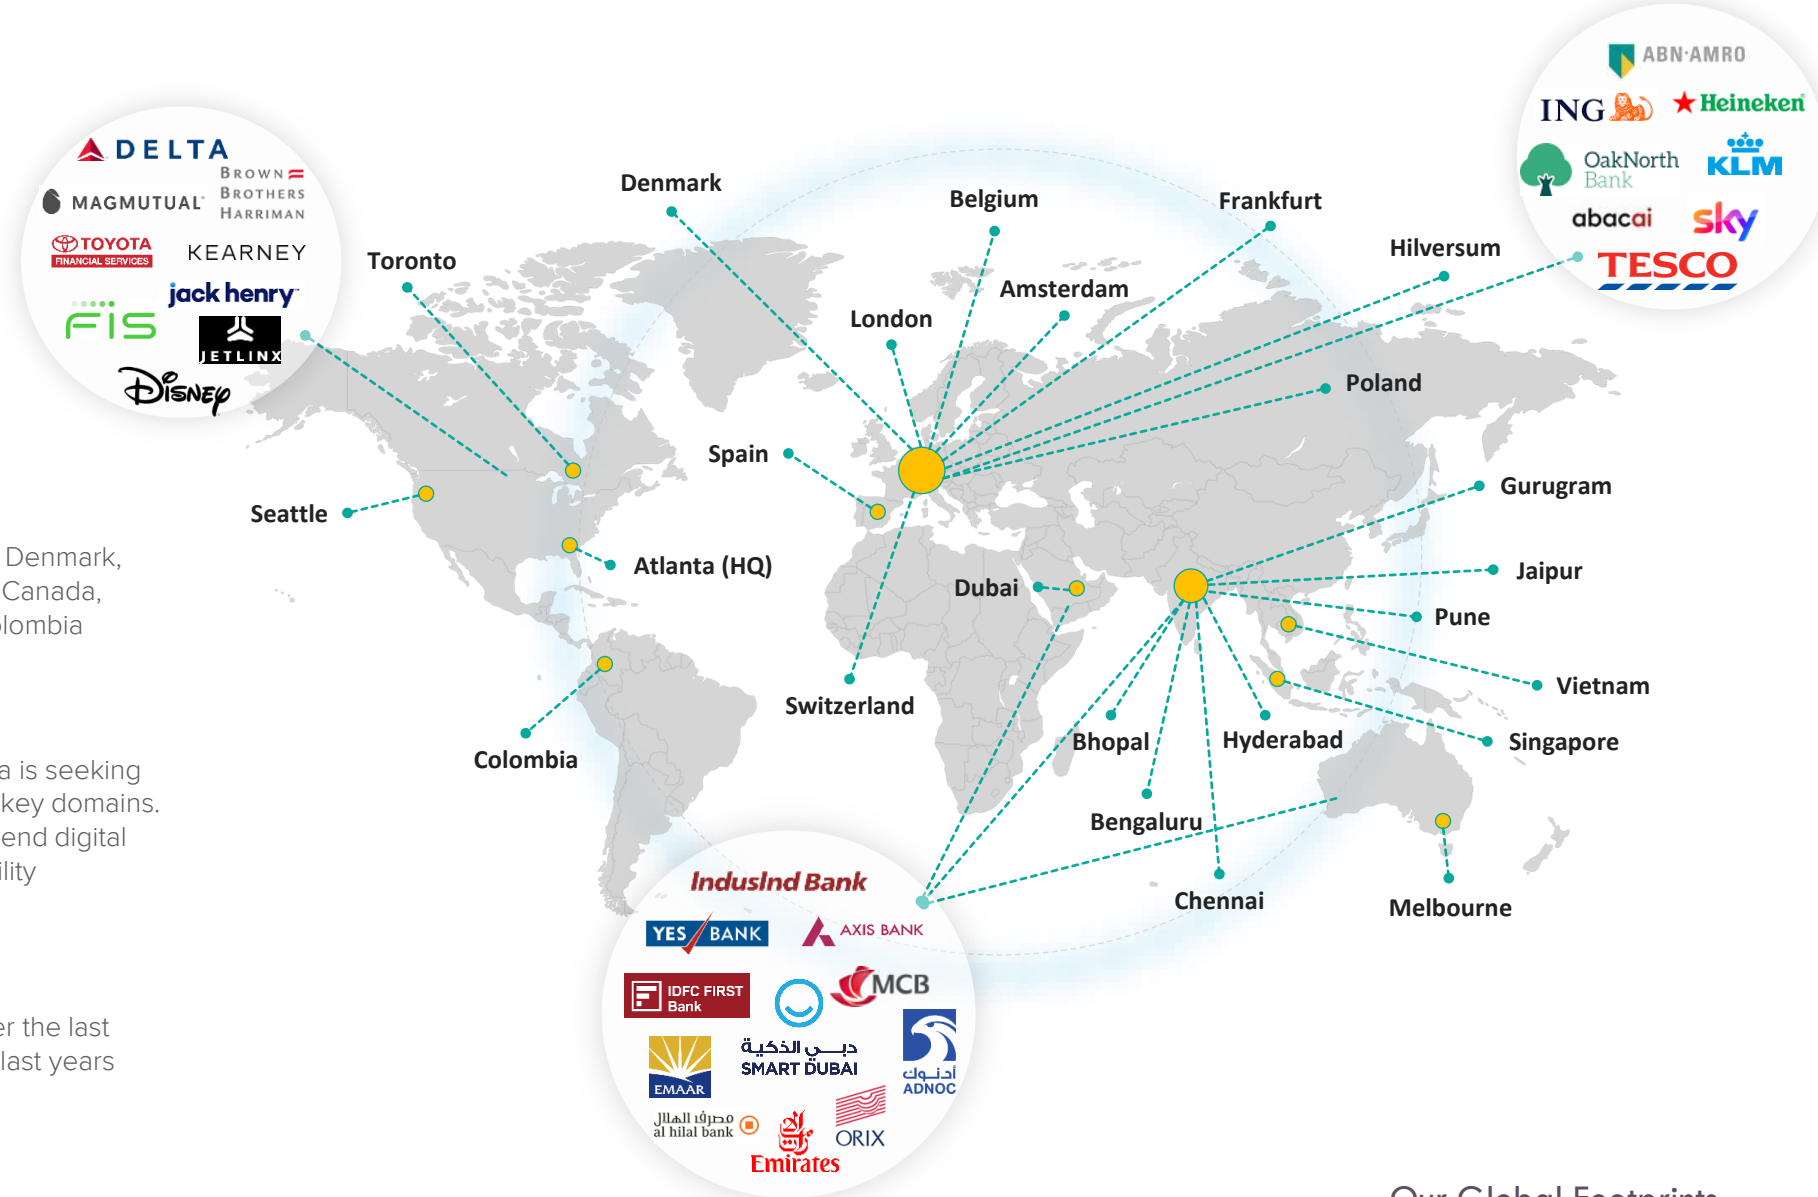 ABN·AMRO
ING
Heineken
OakNorth
Bank
KLM
abacai
sky
TESCO
DELTA
BROWN
BROTHERS
HARRIMAN
MAGMUTUAL
TOYOTA
FINANCIAL SERVICES
KEARNEY
jack henry
FIS
JETLINX
Disney
Denmark
Belgium
Frankfurt
Hilversum
Toronto
Amsterdam
London
Poland
Spain
Gurugram
Seattle
Atlanta (HQ)
Dubai
Jaipur
Pune
Vietnam
Switzerland
Bhopal
Hyderabad
Singapore
Colombia
Bengaluru
Chennai
Melbourne
Denmark,
Canada,
olombia
a is seeking
key domains.
end digital
ility
er the last
last years
IndusInd Bank
YES BANK
AXIS BANK
IDFC FIRST
Bank
MCB
EMAAR
دبي الذكية
SMART DUBAI
أدنوك
ADNOC
مصرف الهلال
al hilal bank
ORIX
Emirates
Our Global Footprints